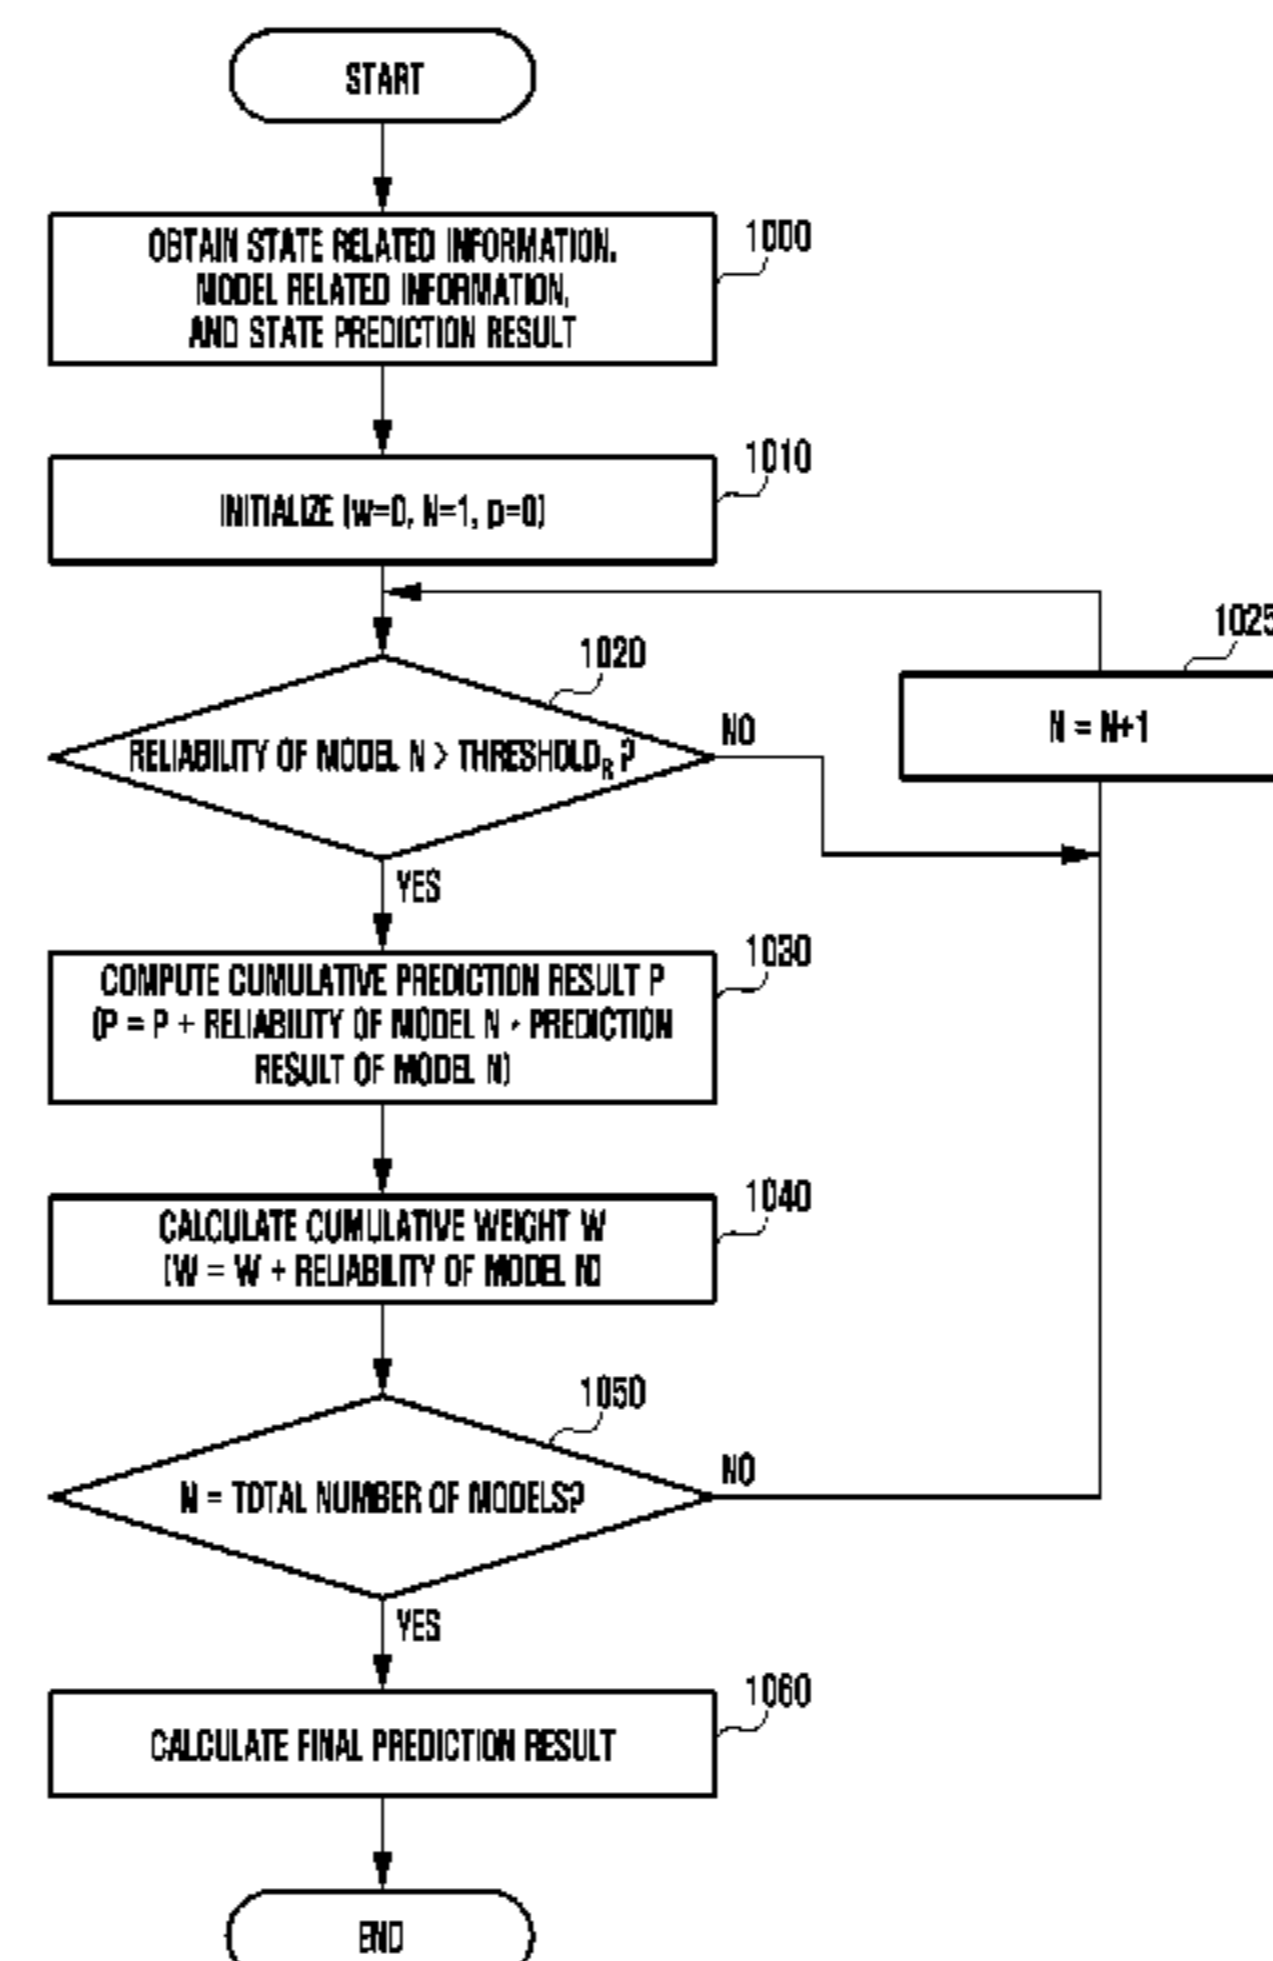 START
1000
OBTAIN STATE RELATED INFORMATION,
MODEL RELATED INFORMATION,
AND STATE PREDICTION RESULT
1010
INITIALIZE (w=0, N=1, p=0)
1025
N = N+1
1020
RELIABILITY OF MODEL N > THRESHOLD_R ?
NO
YES
1030
COMPUTE CUMULATIVE PREDICTION RESULT P
(P = P + RELIABILITY OF MODEL N * PREDICTION
RESULT OF MODEL N)
1040
CALCULATE CUMULATIVE WEIGHT W
(W = W + RELIABILITY OF MODEL N)
1050
N = TOTAL NUMBER OF MODELS?
NO
YES
1060
CALCULATE FINAL PREDICTION RESULT
END